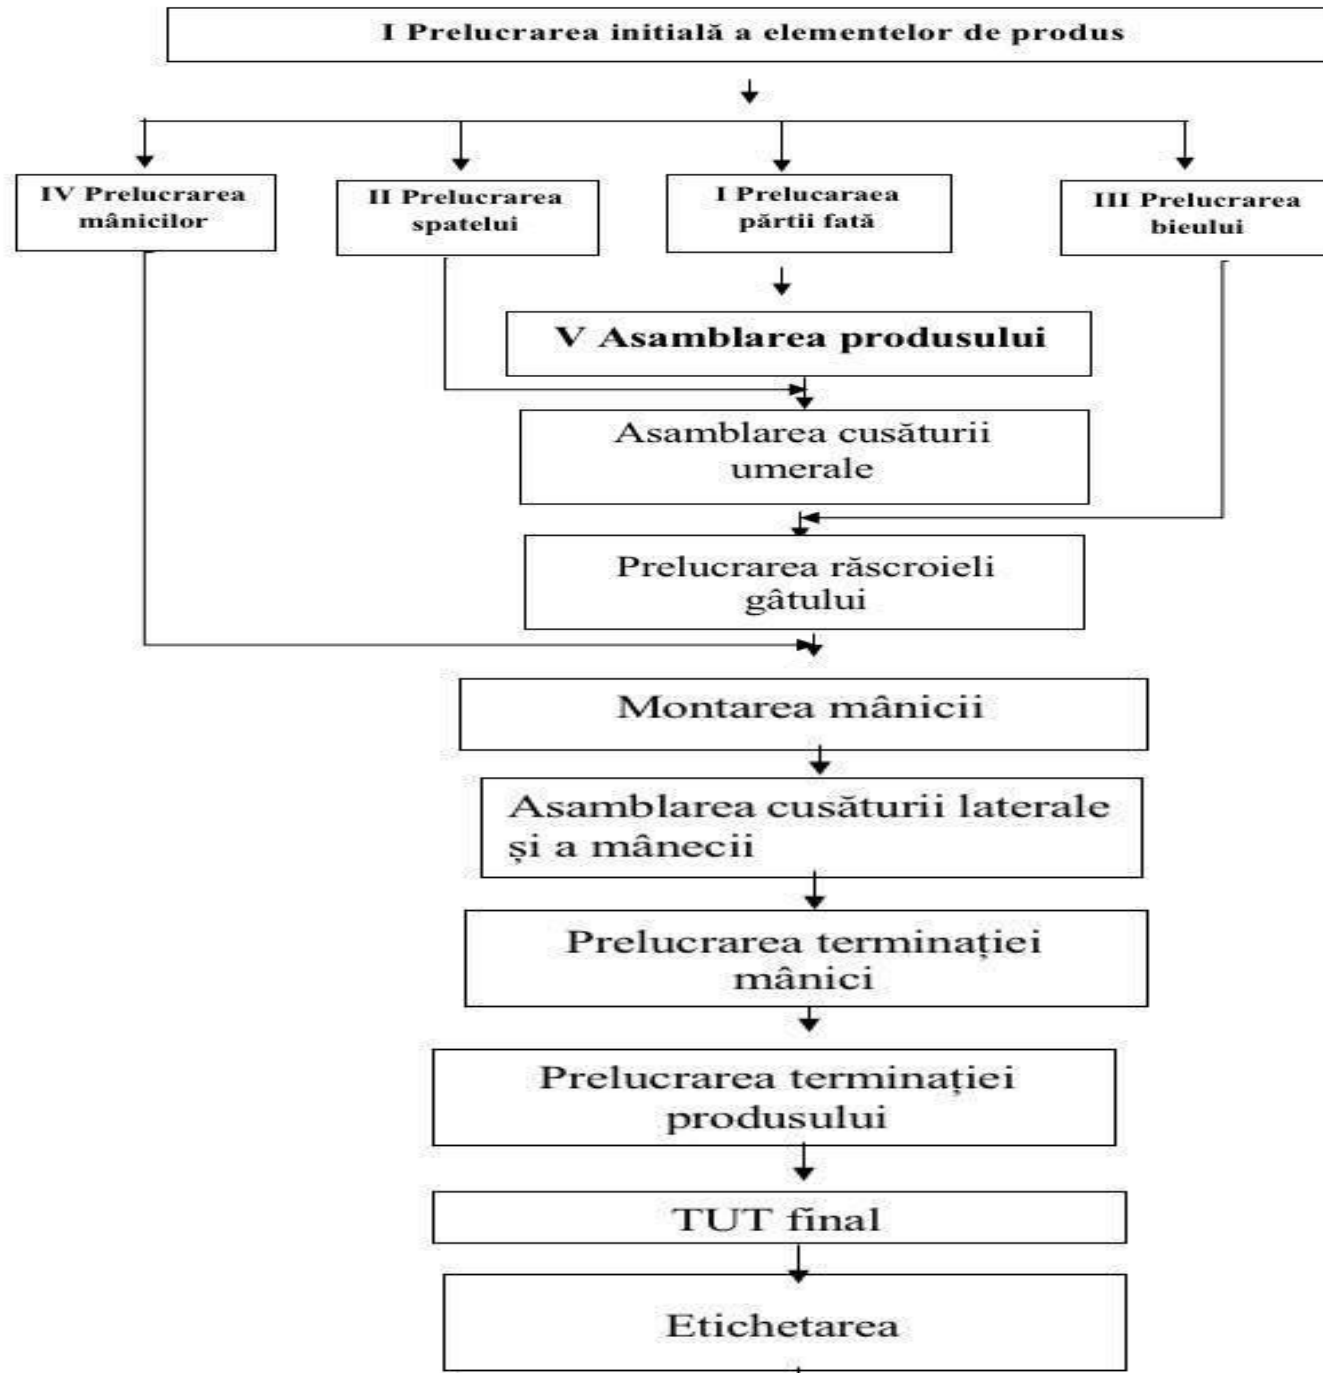 I Prelucrarea initială a elementelor de produs
IV Prelucrarea
mânicilor
II Prelucrarea
spatelui
I Prelucaraea
părtii fată
III Prelucrarea
bieului
V Asamblarea produsului
Asamblarea cusăturii
umerale
Prelucrarea răscroieli
gâtului
Montarea mânicii
Asamblarea cusăturii laterale
și a mânecii
Prelucrarea terminației
mânici
Prelucrarea terminației
produsului
TUT final
Etichetarea